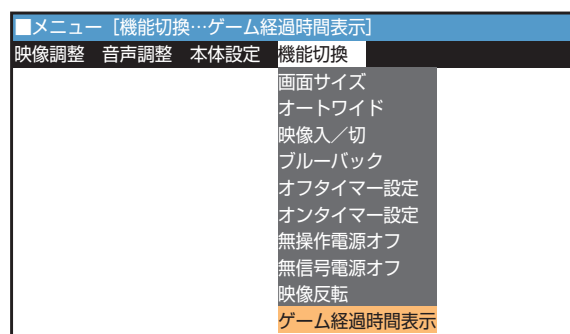 ■メニュー［機能切換…ゲーム経過時間表示］
映像調整 音声調整 本体設定 機能切換
画面サイズ
オートワイド
映像入／切
ブルーバック
オフタイマー設定
オンタイマー設定
無操作電源オフ
無信号電源オフ
映像反転
ゲーム経過時間表示